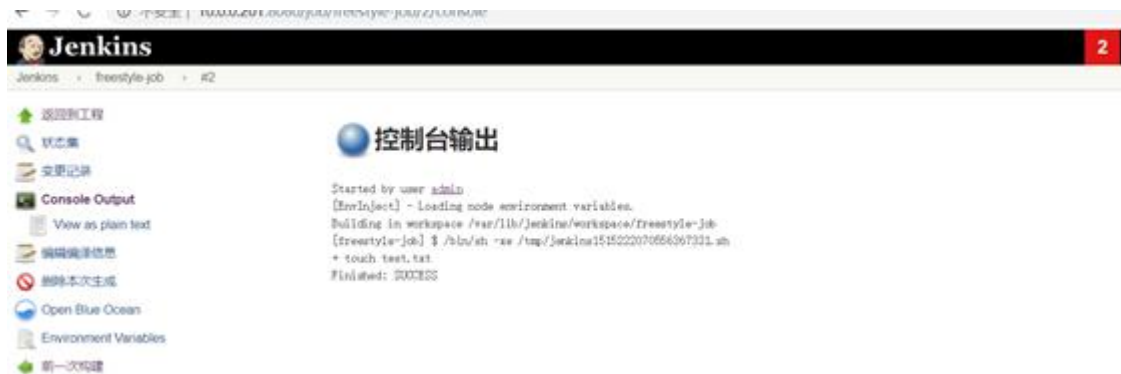 Jenkins
2
Jenkins › freestyle-job › #2
返回到工程
状态集
变更记录
Console Output
View as plain text
编辑编译信息
删除本次生成
Open Blue Ocean
Environment Variables
前一次构建
控制台输出
Started by user admin
[EnvInject] - Loading node environment variables.
Building in workspace /var/lib/jenkins/workspace/freestyle-job
[freestyle-job] $ /bin/sh -xe
+ touch test.txt
Finished: SUCCESS